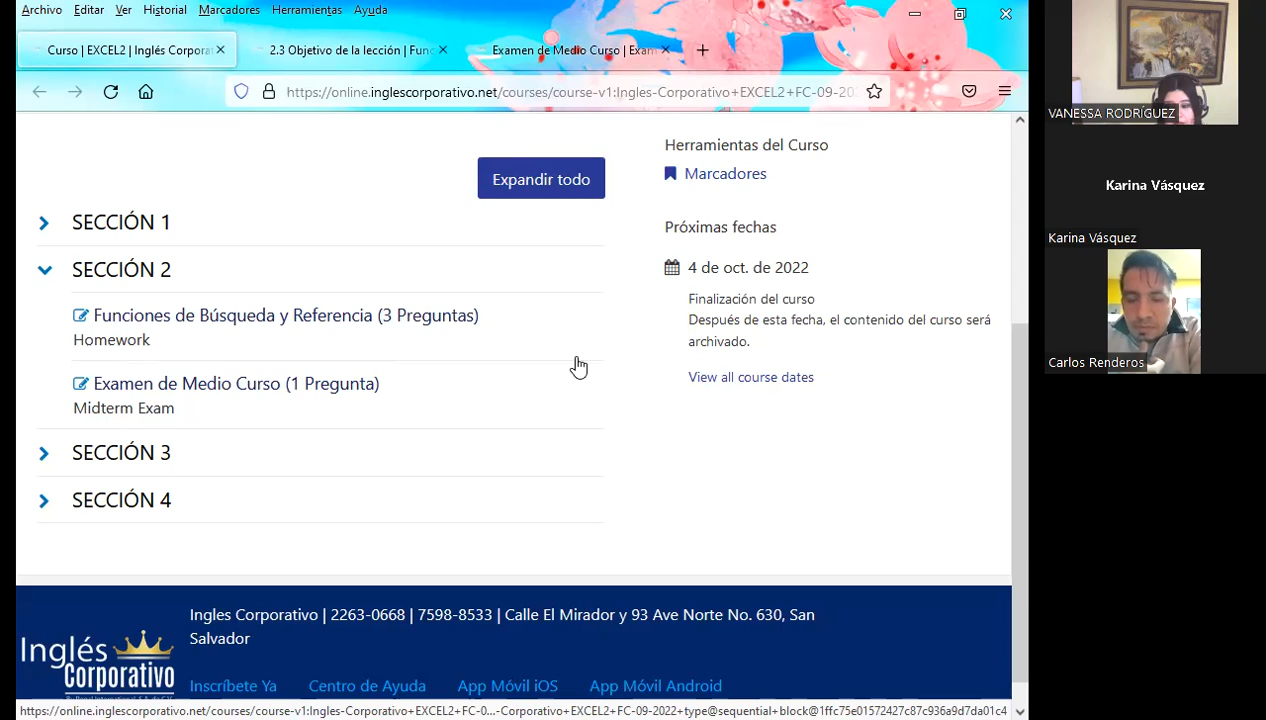 Archivo Editar Ver Historial Marcadores Herramientas Ayuda
Curso | EXCEL2 | Inglés Corpora
2.3 Objetivo de la lección | Fun
Examen de Medio Curso | Exam
https://online.inglescorporativo.net/courses/course-v1:Ingles-Corporativo+EXCEL2+FC-09-20
Expandir todo
SECCIÓN 1
SECCIÓN 2
Funciones de Búsqueda y Referencia (3 Preguntas)
Homework
Examen de Medio Curso (1 Pregunta)
Midterm Exam
SECCIÓN 3
SECCIÓN 4
Herramientas del Curso
Marcadores
Próximas fechas
4 de oct. de 2022
Finalización del curso
Después de esta fecha, el contenido del curso será
archivado.
View all course dates
Ingles Corporativo | 2263-0668 | 7598-8533 | Calle El Mirador y 93 Ave Norte No. 630, San
Salvador
Inglés
Corporativo
Inscríbete Ya Centro de Ayuda App Móvil iOS App Móvil Android
https://online.inglescorporativo.net/courses/course-v1:Ingles-Corporativo+EXCEL2+FC-0...-Corporativo+EXCEL2+FC-09-2022+type@sequential+block@1ffc75e01572427c87c936a9d7da01c4
VANESSA RODRÍGUEZ
Karina Vásquez
Karina Vásquez
Carlos Renderos